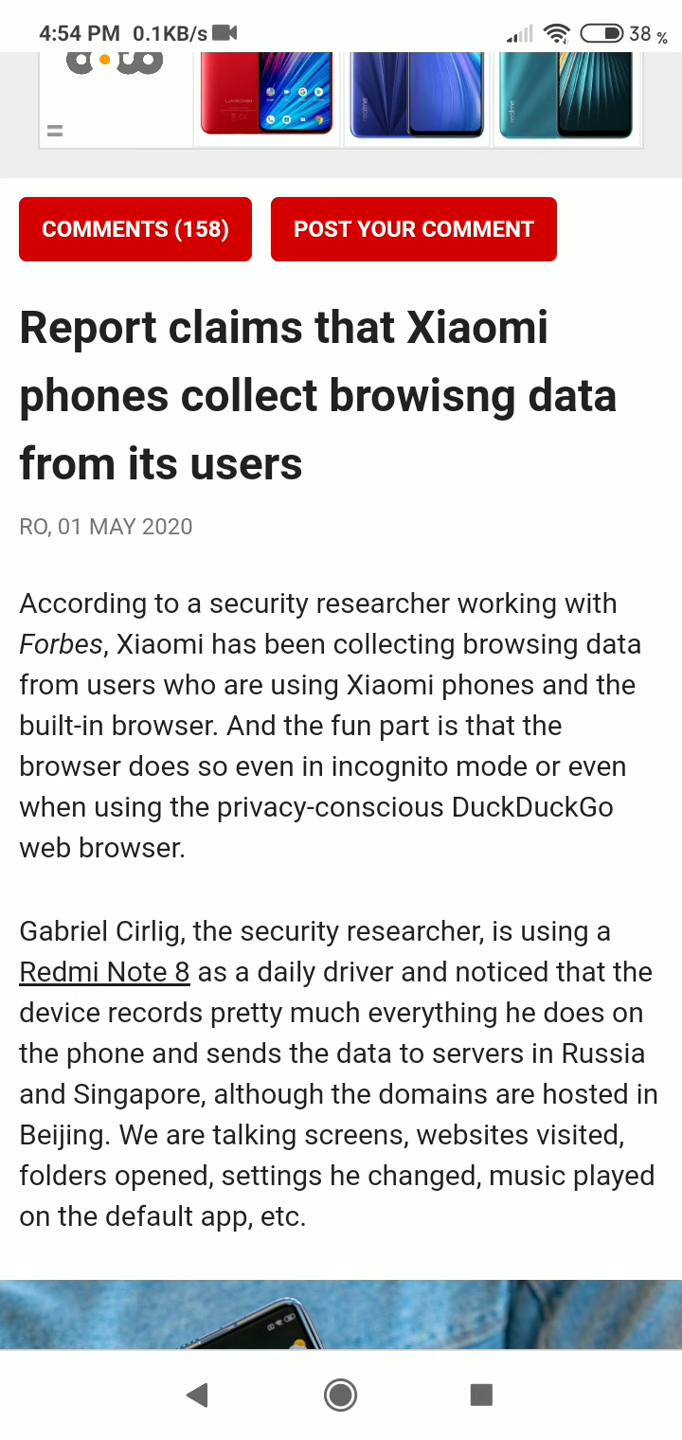 4:54 PM 0.1KB/s 38 %
realme
realme
COMMENTS (158) POST YOUR COMMENT
Report claims that Xiaomi
phones collect browisng data
from its users
RO, 01 MAY 2020
According to a security researcher working with
Forbes, Xiaomi has been collecting browsing data
from users who are using Xiaomi phones and the
built-in browser. And the fun part is that the
browser does so even in incognito mode or even
when using the privacy-conscious DuckDuckGo
web browser.
Gabriel Cirlig, the security researcher, is using a
Redmi Note 8 as a daily driver and noticed that the
device records pretty much everything he does on
the phone and sends the data to servers in Russia
and Singapore, although the domains are hosted in
Beijing. We are talking screens, websites visited,
folders opened, settings he changed, music played
on the default app, etc.